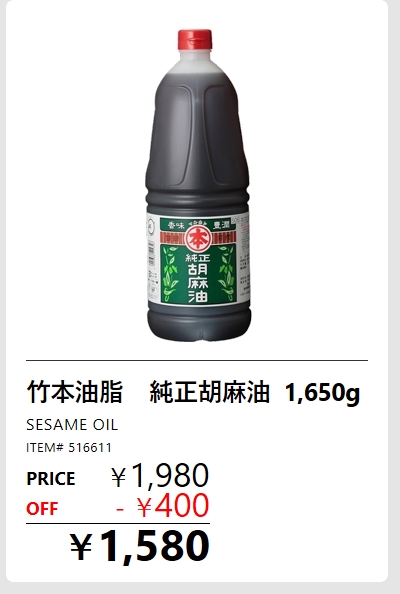 香味 豊潤
本
純正
胡麻油
竹本油脂 純正胡麻油 1,650g
SESAME OIL
ITEM# 516611
PRICE ￥1,980
OFF - ￥400
￥1,580